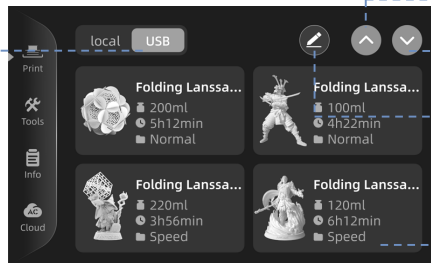 local USB
Print
Tools
Info
AC
Cloud
Folding Lanssa...
200ml
5h12min
Normal
Folding Lanssa...
100ml
4h22min
Normal
Folding Lanssa...
220ml
3h56min
Speed
Folding Lanssa...
120ml
6h12min
Speed